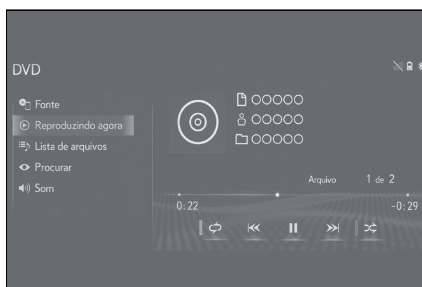 DVD
Fonte
Reproduzindo agora
OOOOO
OOOOO
Lista de arquivos
OOOOO
Procurar
Arquivo 1 de 2
Som
0:22
-0:29